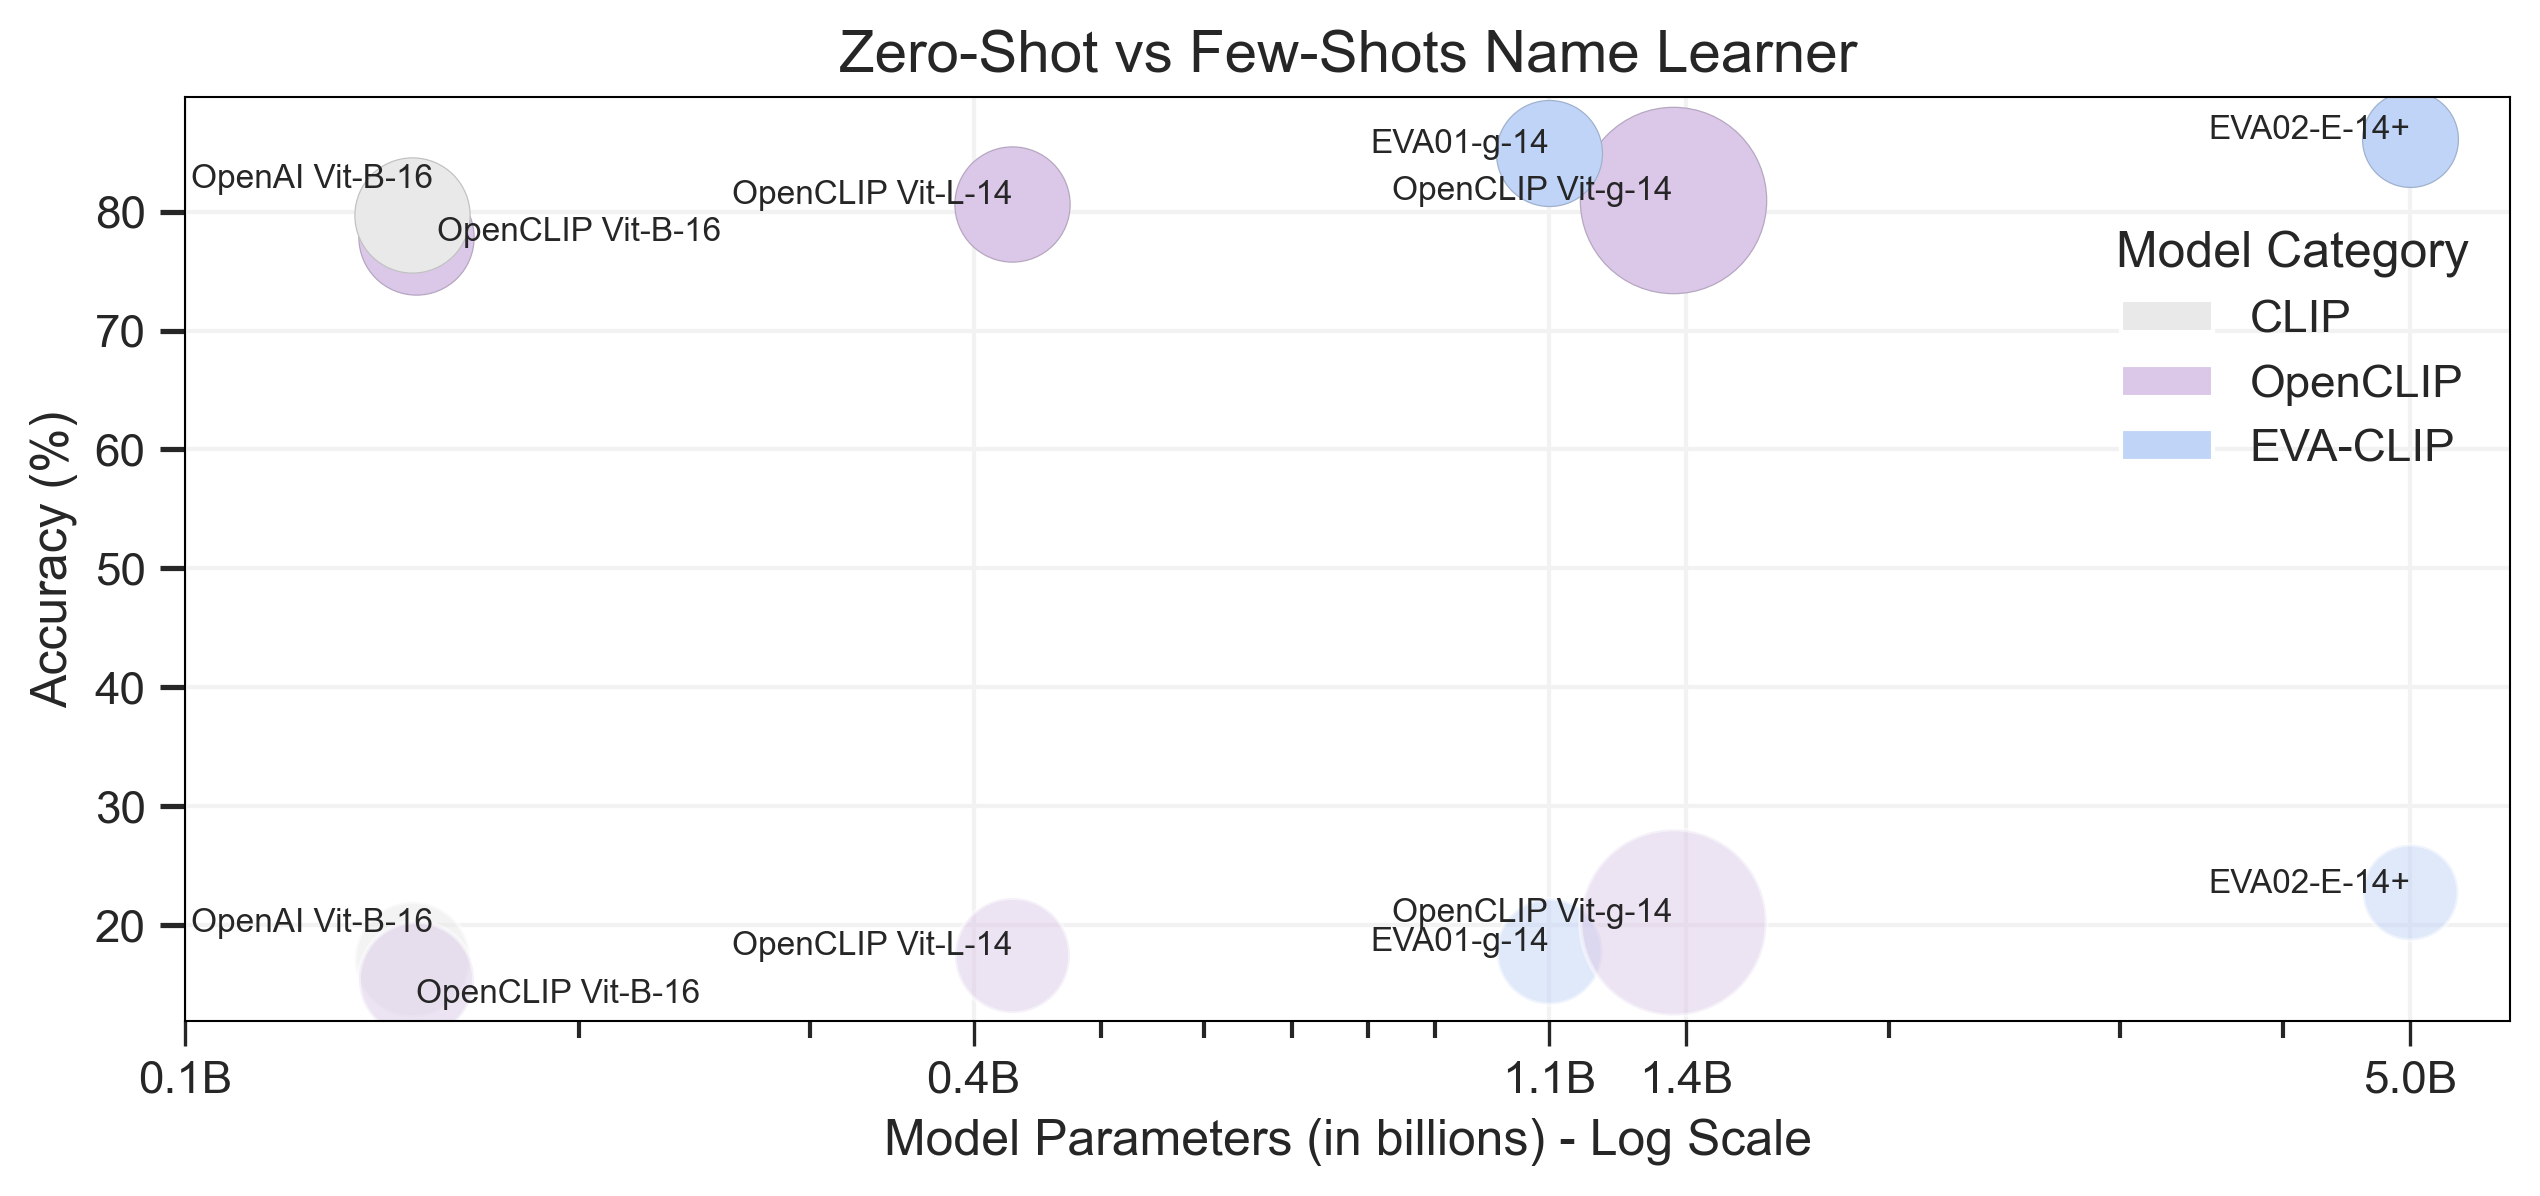 Zero-Shot vs Few-Shots Name Learner
EVA02-E-14+
EVA01-g-14
OpenAI Vit-B-16
OpenCLIP Vit-L-14
OpenCLIP Vit-g-14
OpenCLIP Vit-B-16
Model Category
CLIP
OpenCLIP
EVA-CLIP
Accuracy (%)
80
70
60
50
40
30
20
EVA02-E-14+
OpenCLIP Vit-g-14
OpenAI Vit-B-16
EVA01-g-14
OpenCLIP Vit-L-14
OpenCLIP Vit-B-16
0.1B 0.4B 1.1B 1.4B 5.0B
Model Parameters (in billions) - Log Scale